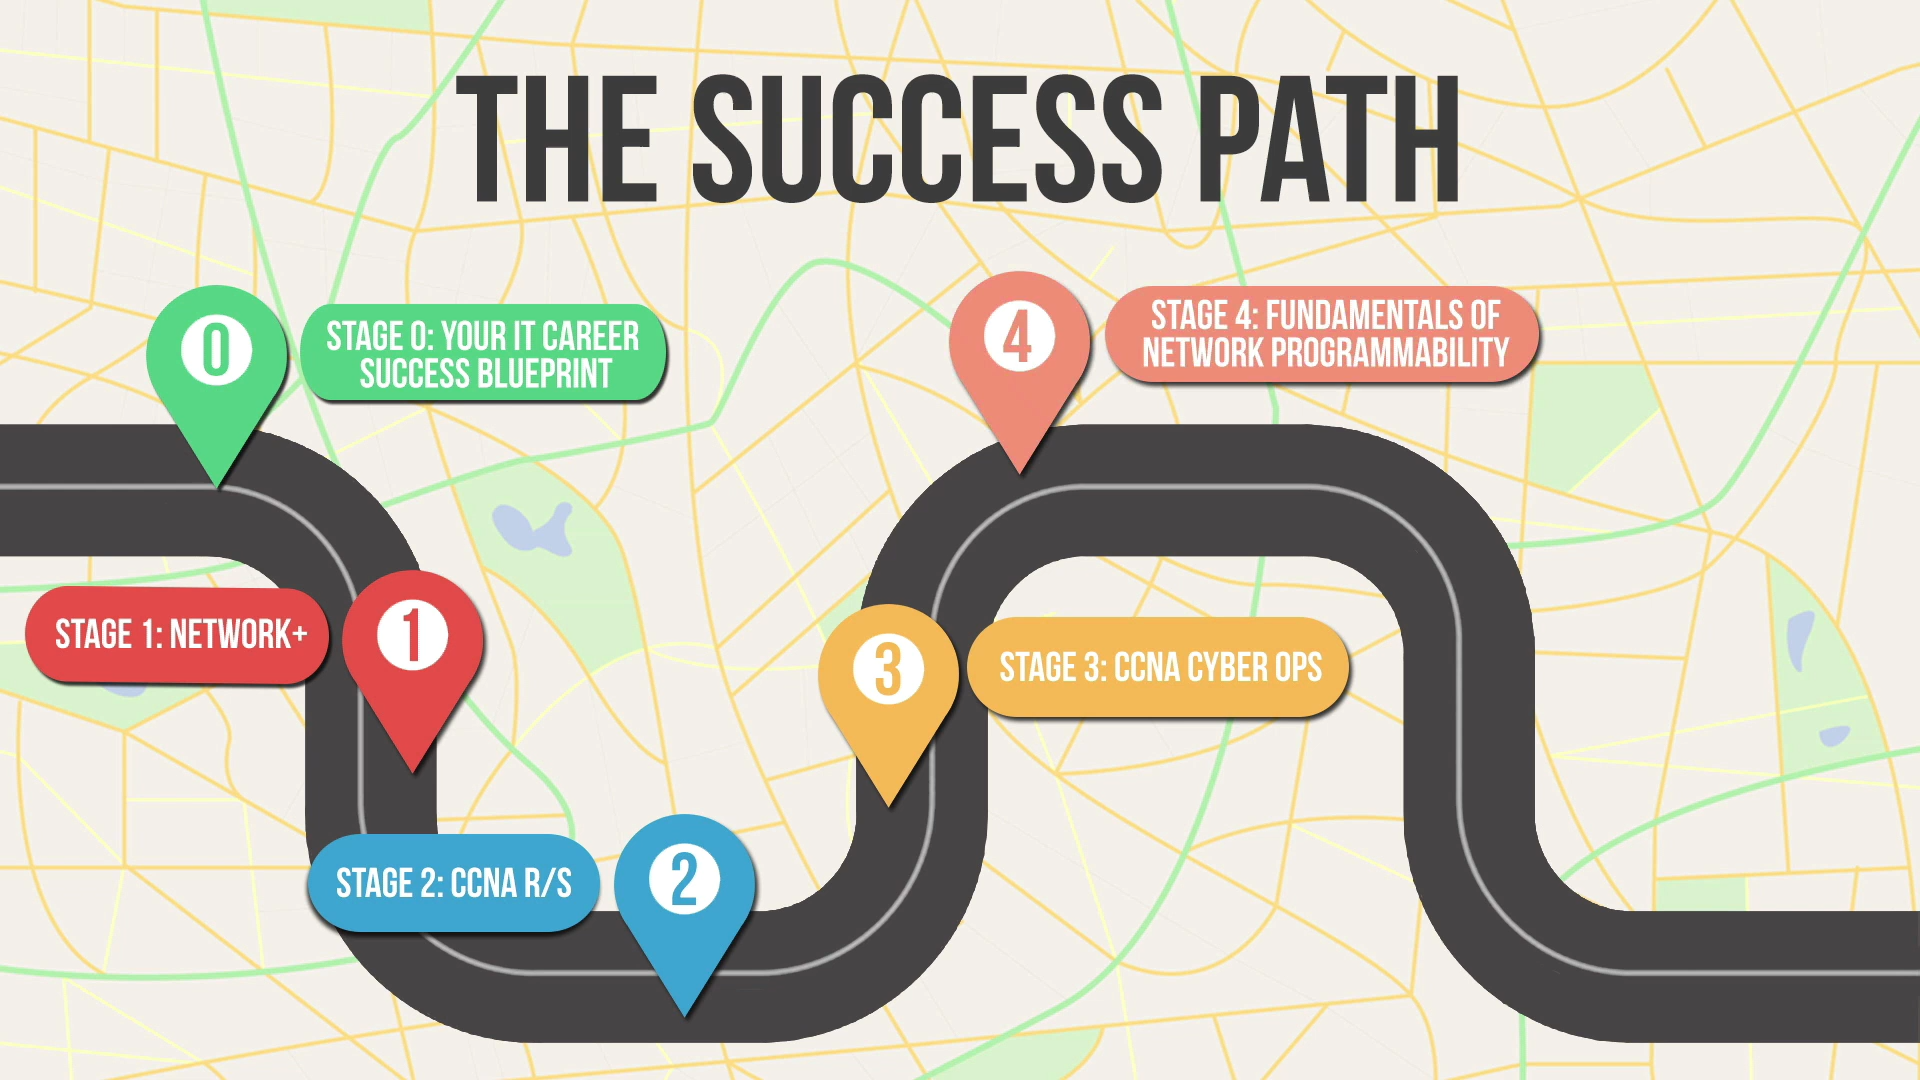 THE SUCCESS PATH
0
STAGE 0: YOUR IT CAREER
SUCCESS BLUEPRINT
4
STAGE 4: FUNDAMENTALS OF
NETWORK PROGRAMMABILITY
STAGE 1: NETWORK+
1
3
STAGE 3: CCNA CYBER OPS
STAGE 2: CCNA R/S
2